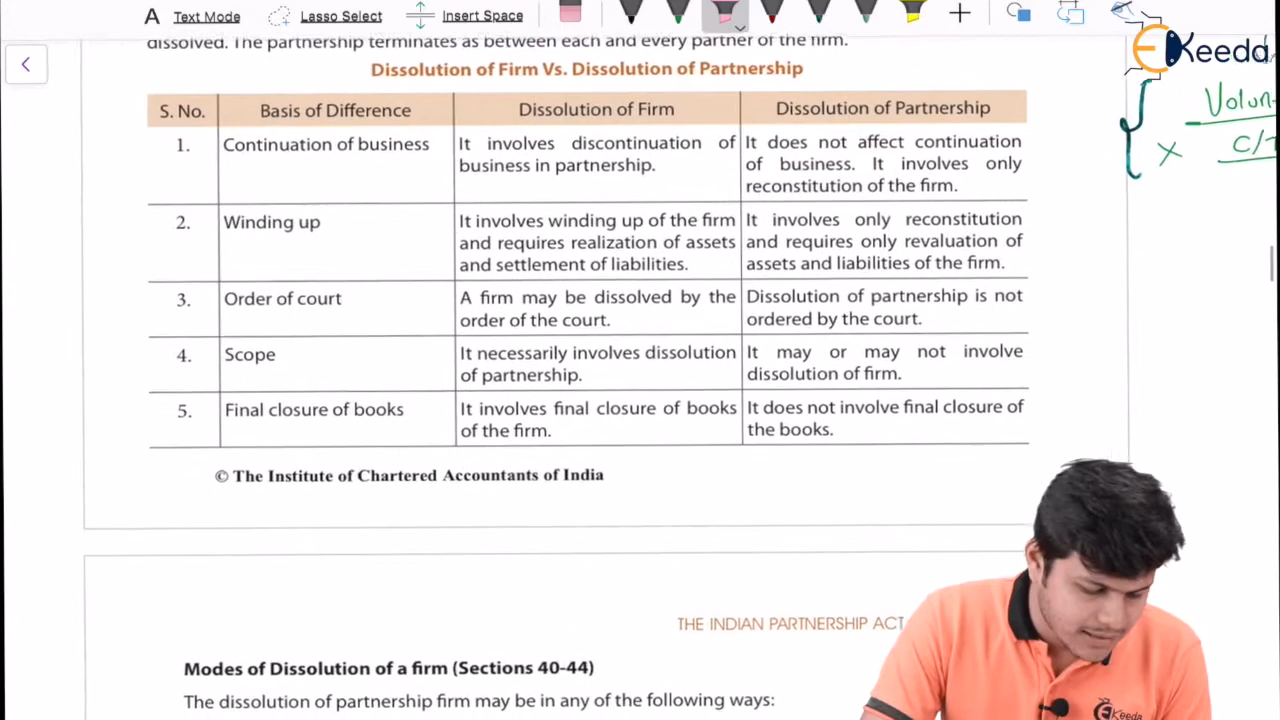 A Text Mode Lasso Select Insert Space
dissolved. The partnership terminates as between each and every partner of the firm.
Keeda
Dissolution of Firm Vs. Dissolution of Partnership
S. No. Basis of Difference Dissolution of Firm Dissolution of Partnership
1. Continuation of business It involves discontinuation of business in partnership. It does not affect continuation of business. It involves only reconstitution of the firm.
2. Winding up It involves winding up of the firm and requires realization of assets and settlement of liabilities. It involves only reconstitution and requires only revaluation of assets and liabilities of the firm.
3. Order of court A firm may be dissolved by the order of the court. Dissolution of partnership is not ordered by the court.
4. Scope It necessarily involves dissolution of partnership. It may or may not involve dissolution of firm.
5. Final closure of books It involves final closure of books of the firm. It does not involve final closure of the books.
Volun
x
© The Institute of Chartered Accountants of India
THE INDIAN PARTNERSHIP ACT
Modes of Dissolution of a firm (Sections 40-44)
The dissolution of partnership firm may be in any of the following ways:
Keeda